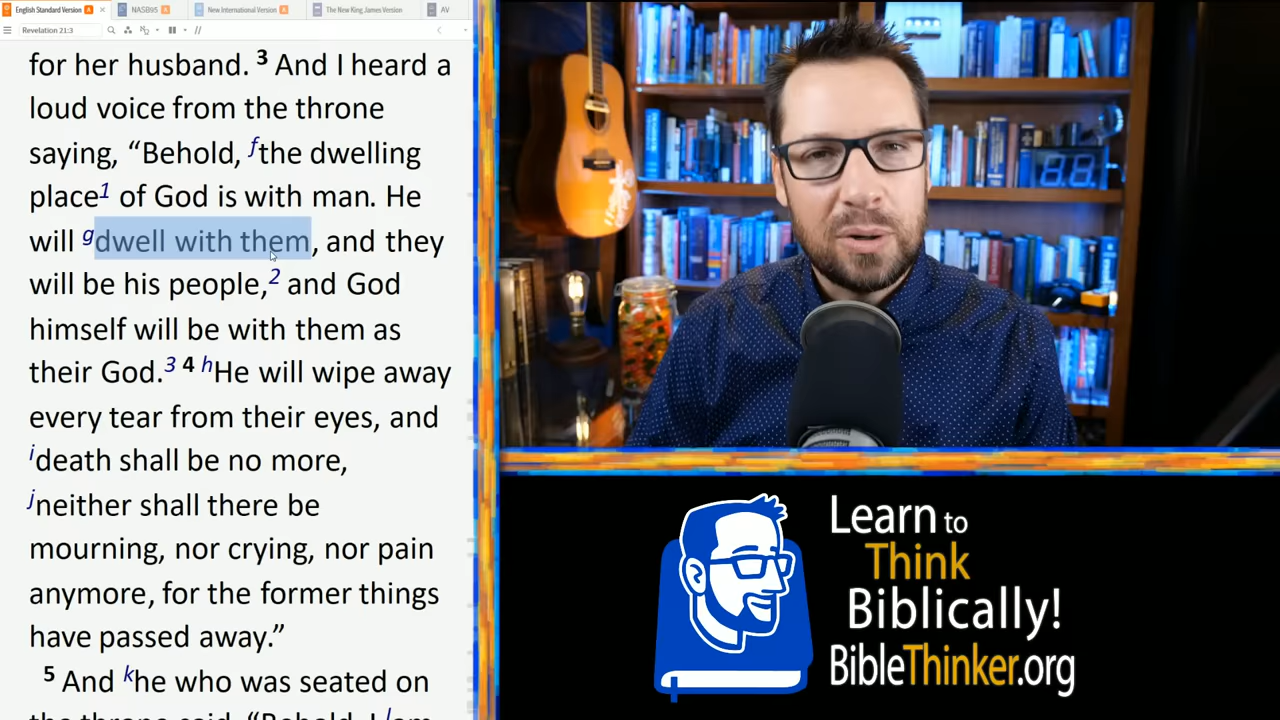 English Standard Version A
NASB95 A
New International Version A
The New King James Version
AV
Revelation 21:3
for her husband. 3 And I heard a
loud voice from the throne
saying, “Behold, f the dwelling
place1 of God is with man. He
will g dwell with them, and they
will be his people,2 and God
himself will be with them as
their God.3 4 h He will wipe away
every tear from their eyes, and
i death shall be no more,
j neither shall there be
mourning, nor crying, nor pain
anymore, for the former things
have passed away.”
5 And k he who was seated on
the throne said, “Behold, I l am
Learn to
Think
Biblically!
BibleThinker.org